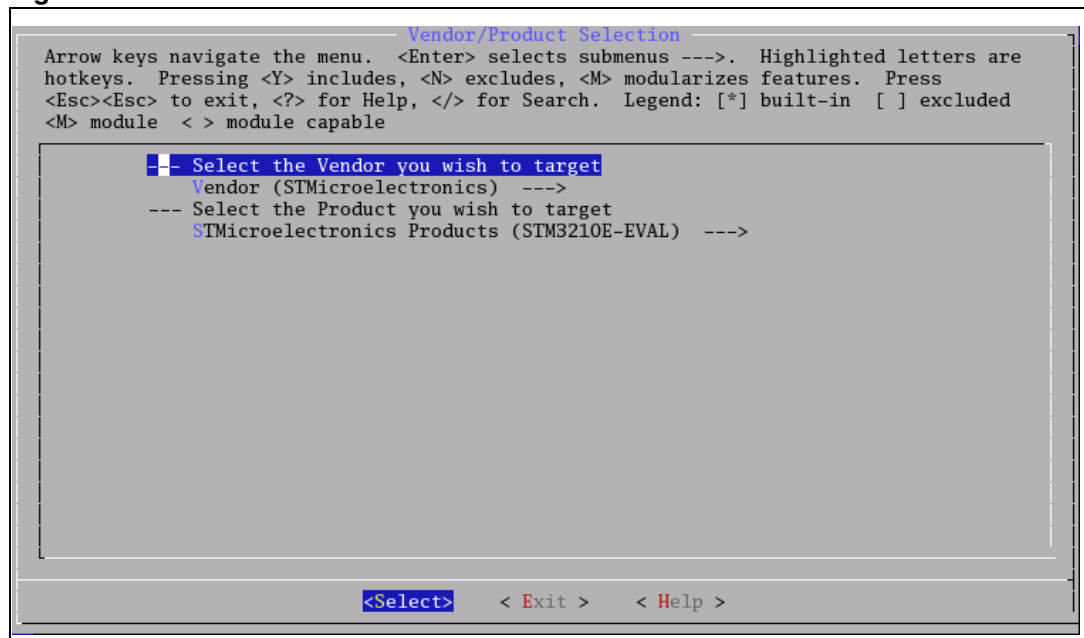 Vendor/Product Selection
Arrow keys navigate the menu. <Enter> selects submenus --->. Highlighted letters are
hotkeys. Pressing <Y> includes, <N> excludes, <M> modularizes features. Press
<Esc><Esc> to exit, <?> for Help, </> for Search. Legend: [*] built-in [ ] excluded
<M> module < > module capable
--- Select the Vendor you wish to target
Vendor (STMicroelectronics) --->
--- Select the Product you wish to target
STMicroelectronics Products (STM3210E-EVAL) --->
<Select> < Exit > < Help >